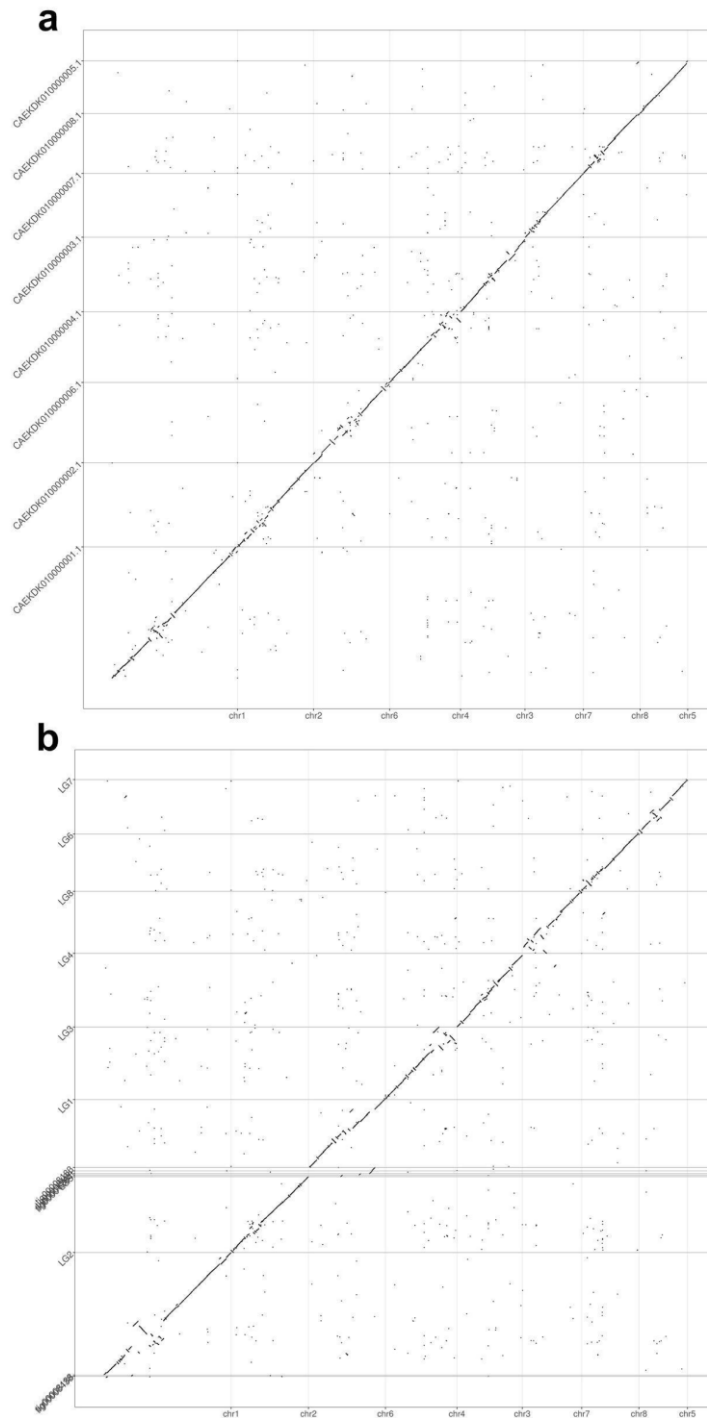 a
CAEKDK010000005.1
CAEKDK010000008.1
CAEKDK010000007.1
CAEKDK010000003.1
CAEKDK010000004.1
CAEKDK010000006.1
CAEKDK010000002.1
CAEKDK010000001.1
chr1 chr2 chr6 chr4 chr3 chr7 chr8 chr5
b
LG7
LG6
LG8
LG4
LG3
LG1
LG2
chr1 chr2 chr6 chr4 chr3 chr7 chr8 chr5